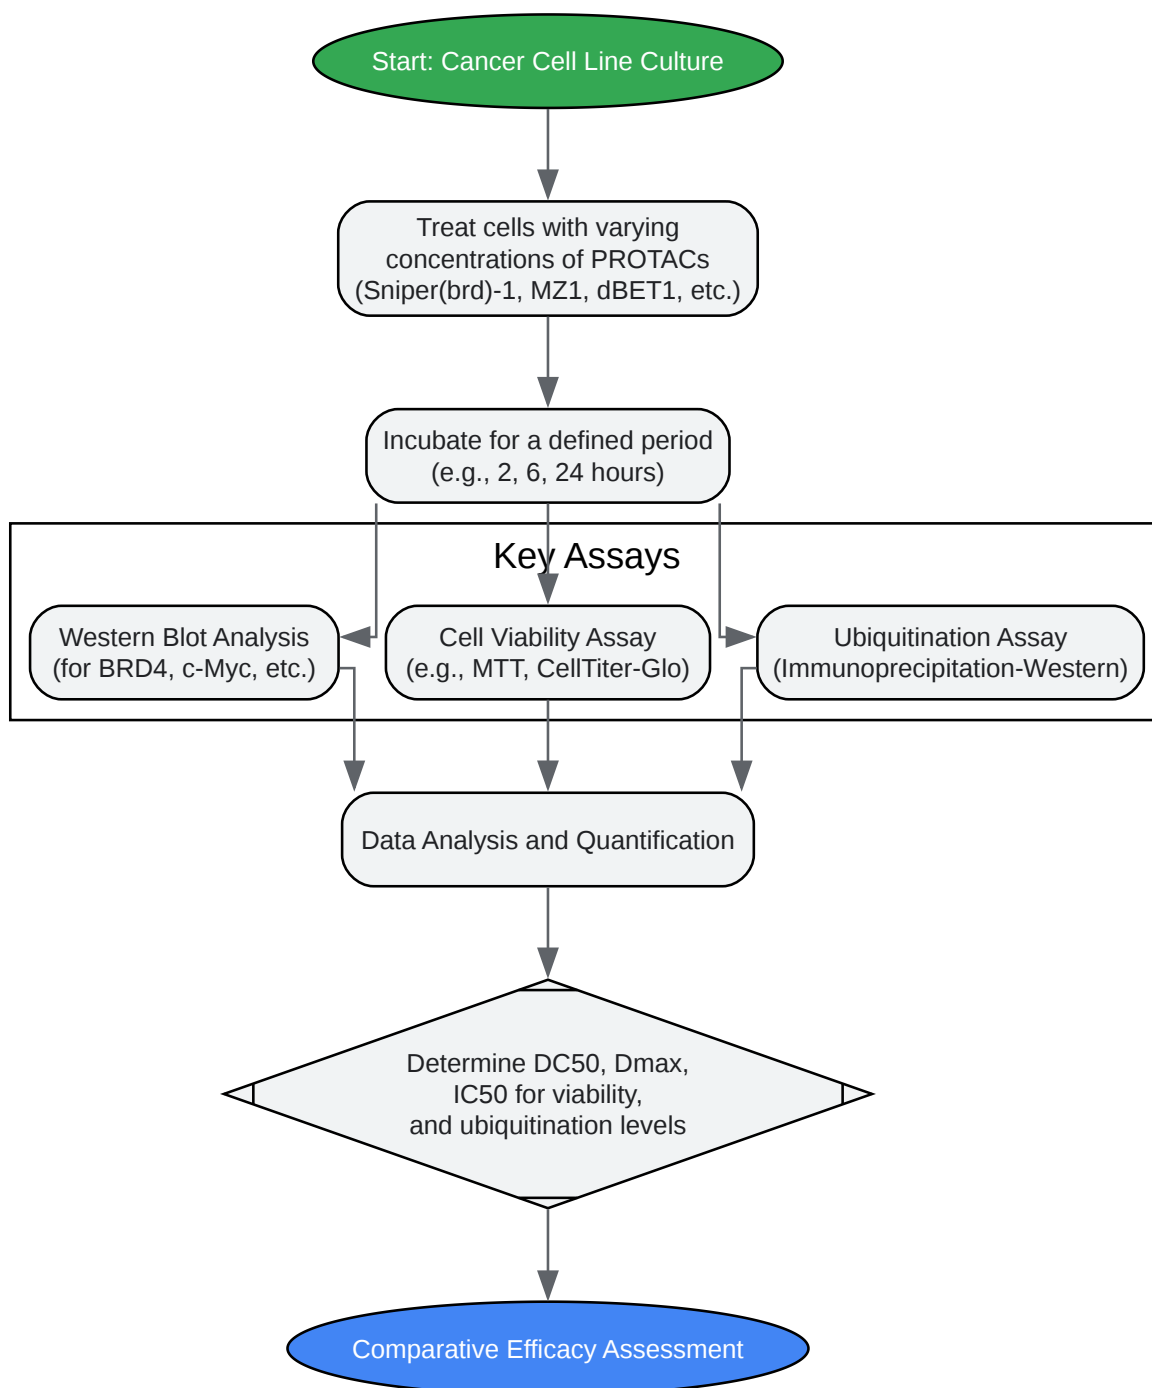 Start: Cancer Cell Line Culture
Treat cells with varying
concentrations of PROTACs
(Sniper(brd)-1, MZ1, dBET1, etc.)
Incubate for a defined period
(e.g., 2, 6, 24 hours)
Key Assays
Western Blot Analysis
(for BRD4, c-Myc, etc.)
Cell Viability Assay
(e.g., MTT, CellTiter-Glo)
Ubiquitination Assay
(Immunoprecipitation-Western)
Data Analysis and Quantification
Determine DC50, Dmax,
IC50 for viability,
and ubiquitination levels
Comparative Efficacy Assessment